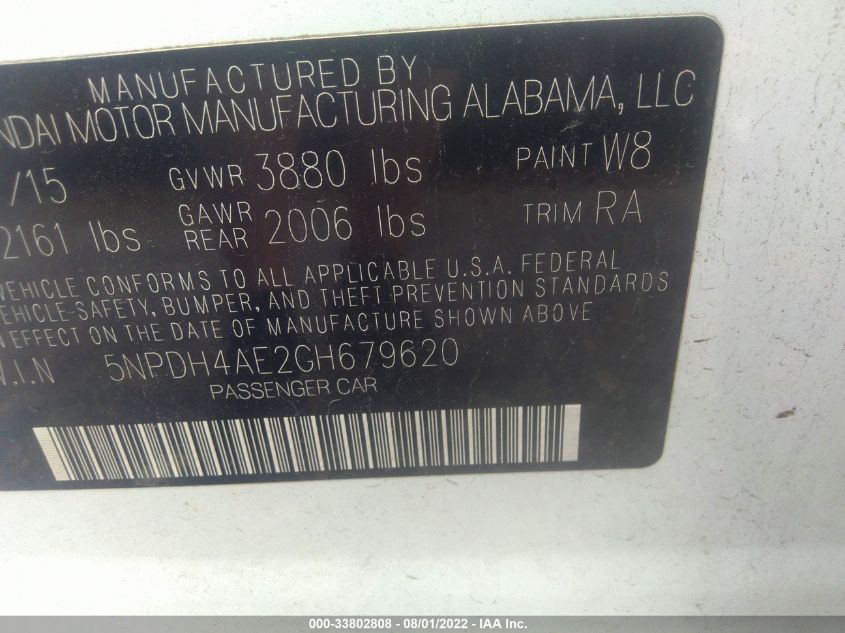 MANUFACTURED BY
NDAI MOTOR MANUFACTURING ALABAMA, LLC
/15 GVWR 3880 lbs PAINT W8
2161 lbs GAWR REAR 2006 lbs TRIM RA
VEHICLE CONFORMS TO ALL APPLICABLE U.S.A. FEDERAL
VEHICLE SAFETY, BUMPER, AND THEFT PREVENTION STANDARDS
IN EFFECT ON THE DATE OF MANUFACTURE SHOWN ABOVE
V.I.N 5NPDH4AE2GH679620
PASSENGER CAR
000-33802808 - 08/01/2022 - IAA Inc.